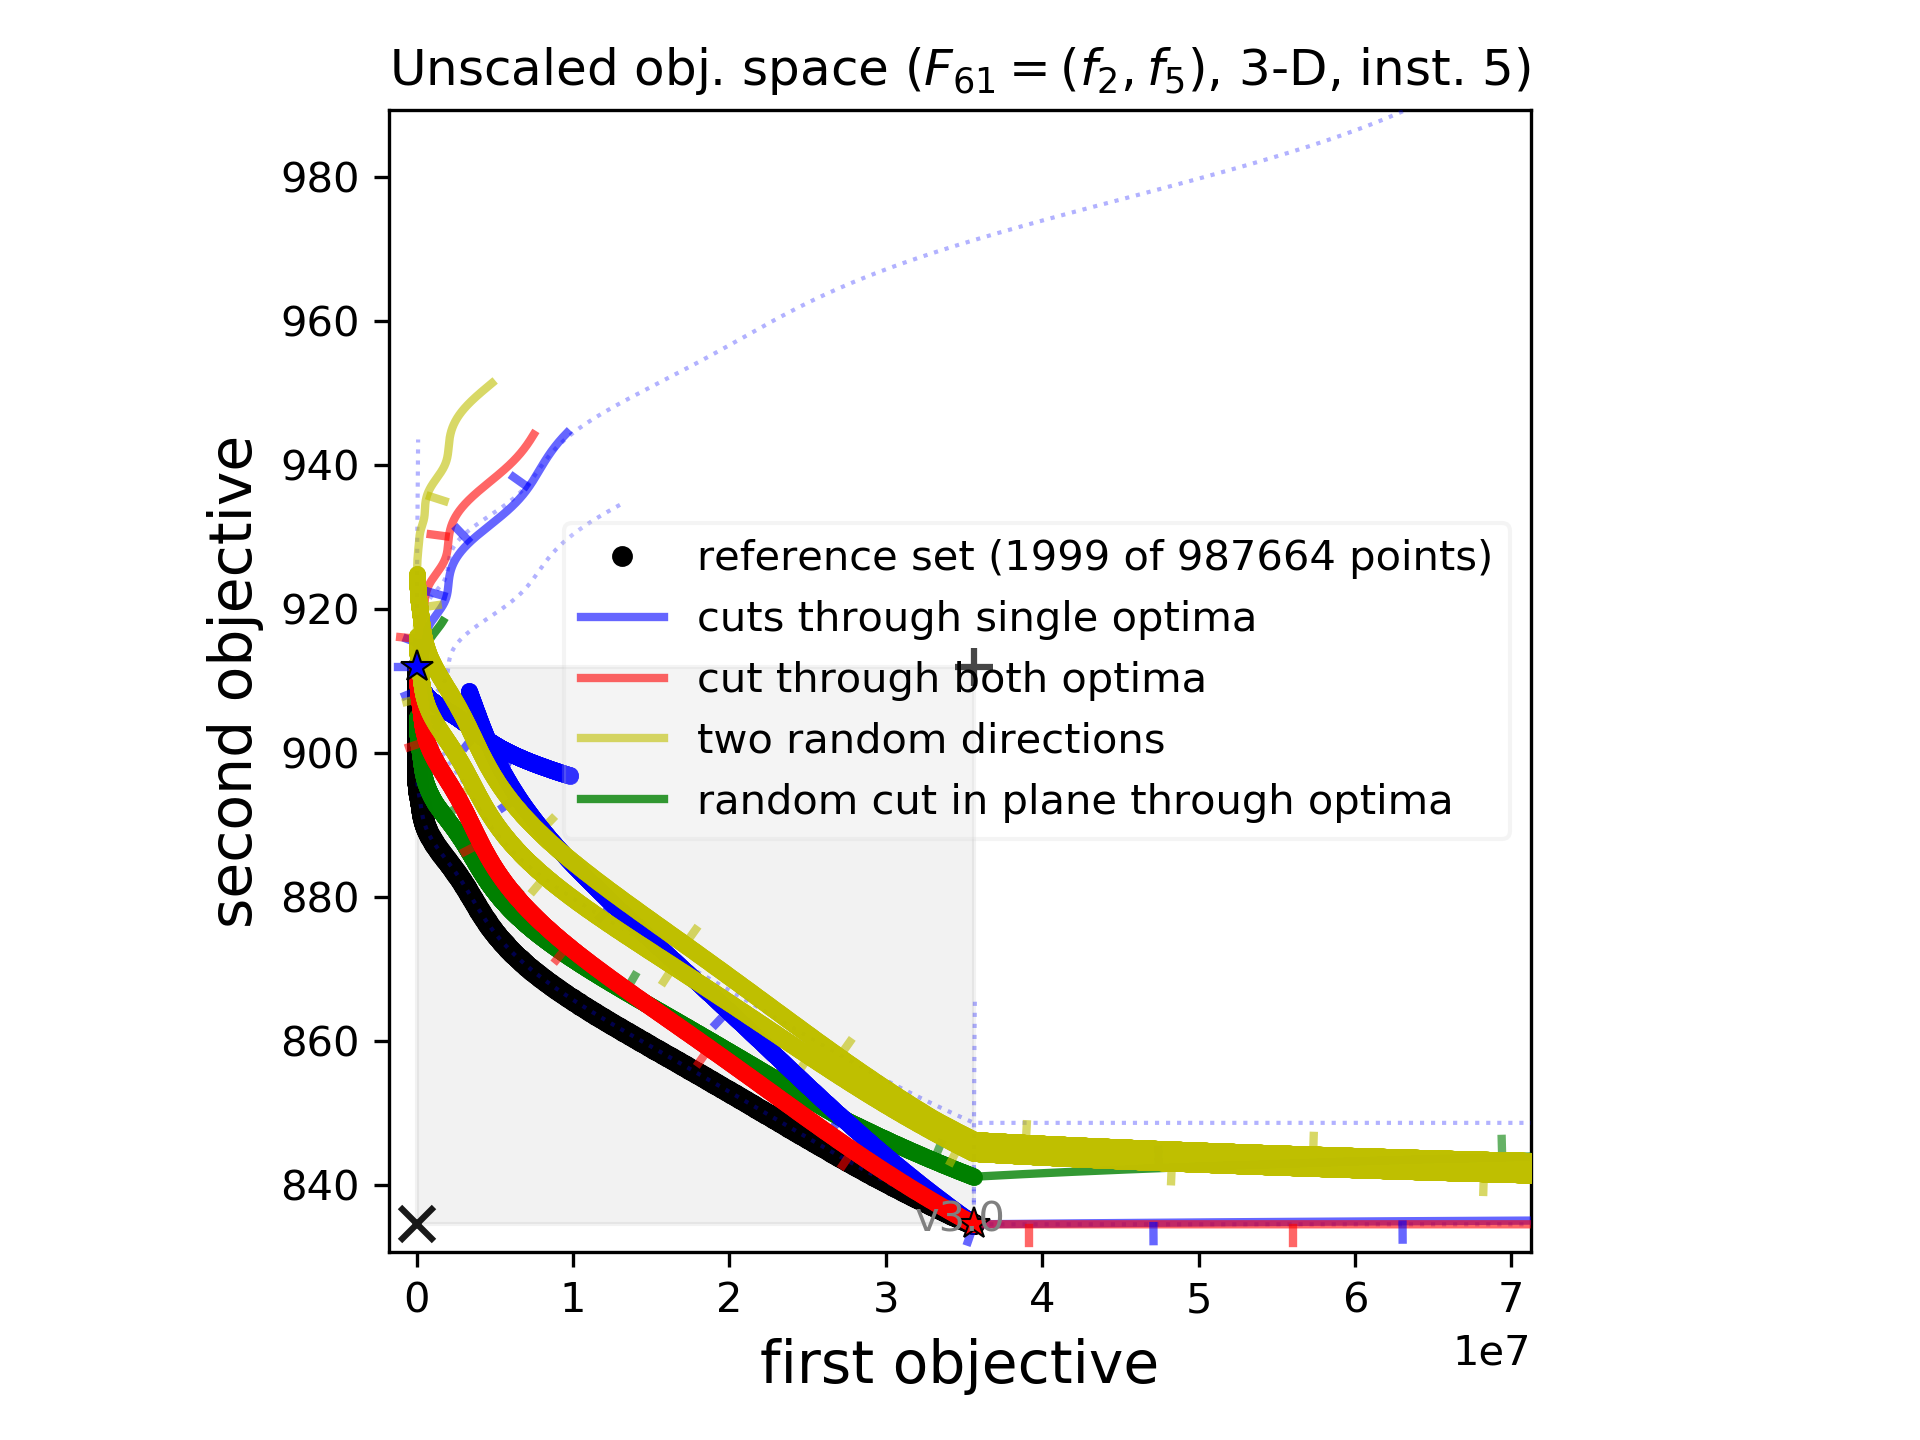 Unscaled obj. space (F61 = (f2, f5), 3-D, inst. 5)
second objective
980
960
940
920
900
880
860
840
reference set (1999 of 987664 points)
cuts through single optima
cut through both optima
two random directions
random cut in plane through optima
v3.0
0 1 2 3 4 5 6 7
1e7
first objective